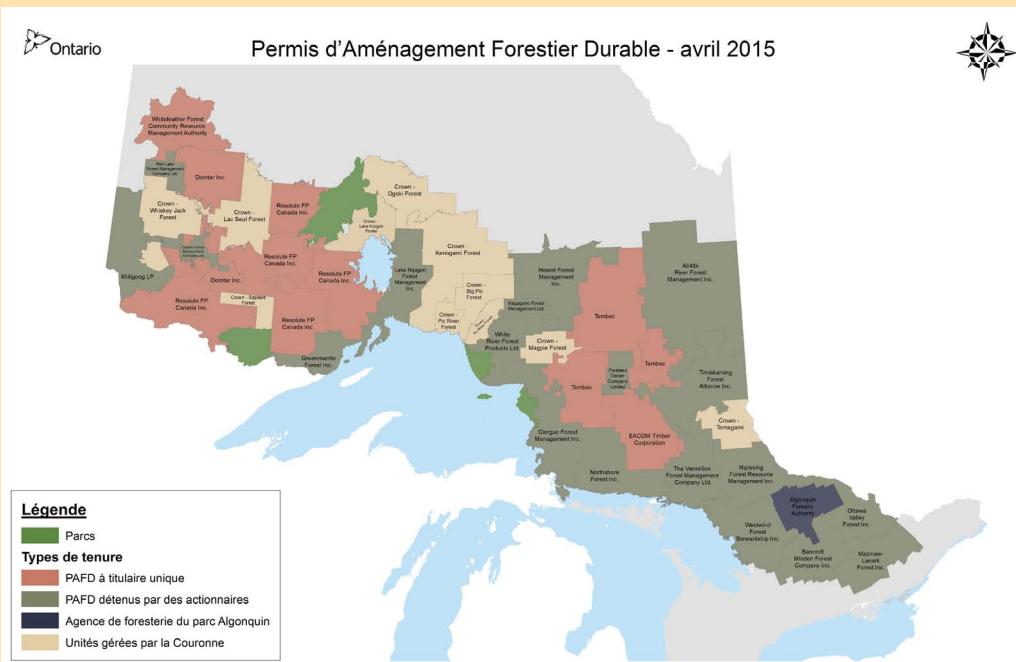 Ontario
Permis d'Aménagement Forestier Durable - avril 2015
Whitefeather Forest
Community Resource
Management Authority
Red Lake
Forest Management
Company Ltd.
Domtar Inc.
Crown -
Whiskey Jack
Forest
Crown -
Lac Seul Forest
Resolute FP
Canada Inc.
Crown -
Ogoki Forest
Crown -
Lake Nipigon
Forest
Crown -
Kenogami Forest
Miitigoog LP
Domtar Inc.
Resolute FP
Canada Inc.
Resolute FP
Canada Inc.
Lake Nipigon
Forest
Management
Inc.
Resolute FP
Canada Inc.
Crown - Sapawe
Forest
Resolute FP
Canada Inc.
Greenmantle
Forest Inc.
Crown -
Big Pic
Forest
Crown -
Pic River
Forest
Hearst Forest
Management
Inc.
Nagagami Forest
Management Ltd.
White
River Forest
Products Ltd.
Crown -
Magpie Forest
Abitibi
River Forest
Management Inc.
Tembec
Tembec
Tembec
Pineland
Timber
Company
Limited
Timiskaming
Forest
Alliance Inc.
Crown -
Temagami
Clergue Forest
Management Inc.
EACOM Timber
Corporation
Northshore
Forest Inc.
The Vermilion
Forest Management
Company Ltd.
Nipissing
Forest Resource
Management Inc.
Algonquin
Forestry
Authority
Ottawa
Valley
Forest Inc.
Westwind
Forest
Stewardship Inc.
Bancroft
Minden Forest
Company Inc.
Mazinaw-
Lanark
Forest Inc.
Légende
Parcs
Types de tenure
PAFD à titulaire unique
PAFD détenus par des actionnaires
Agence de foresterie du parc Algonquin
Unités gérées par la Couronne